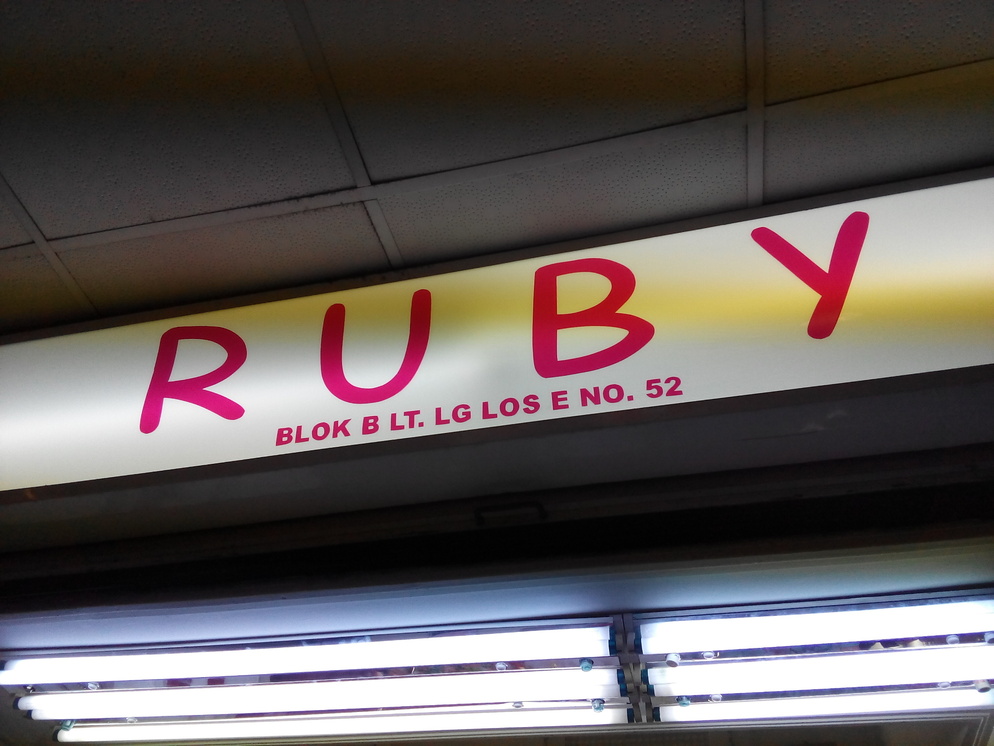 RUBY
BLOK B LT. LG LOS E NO. 52